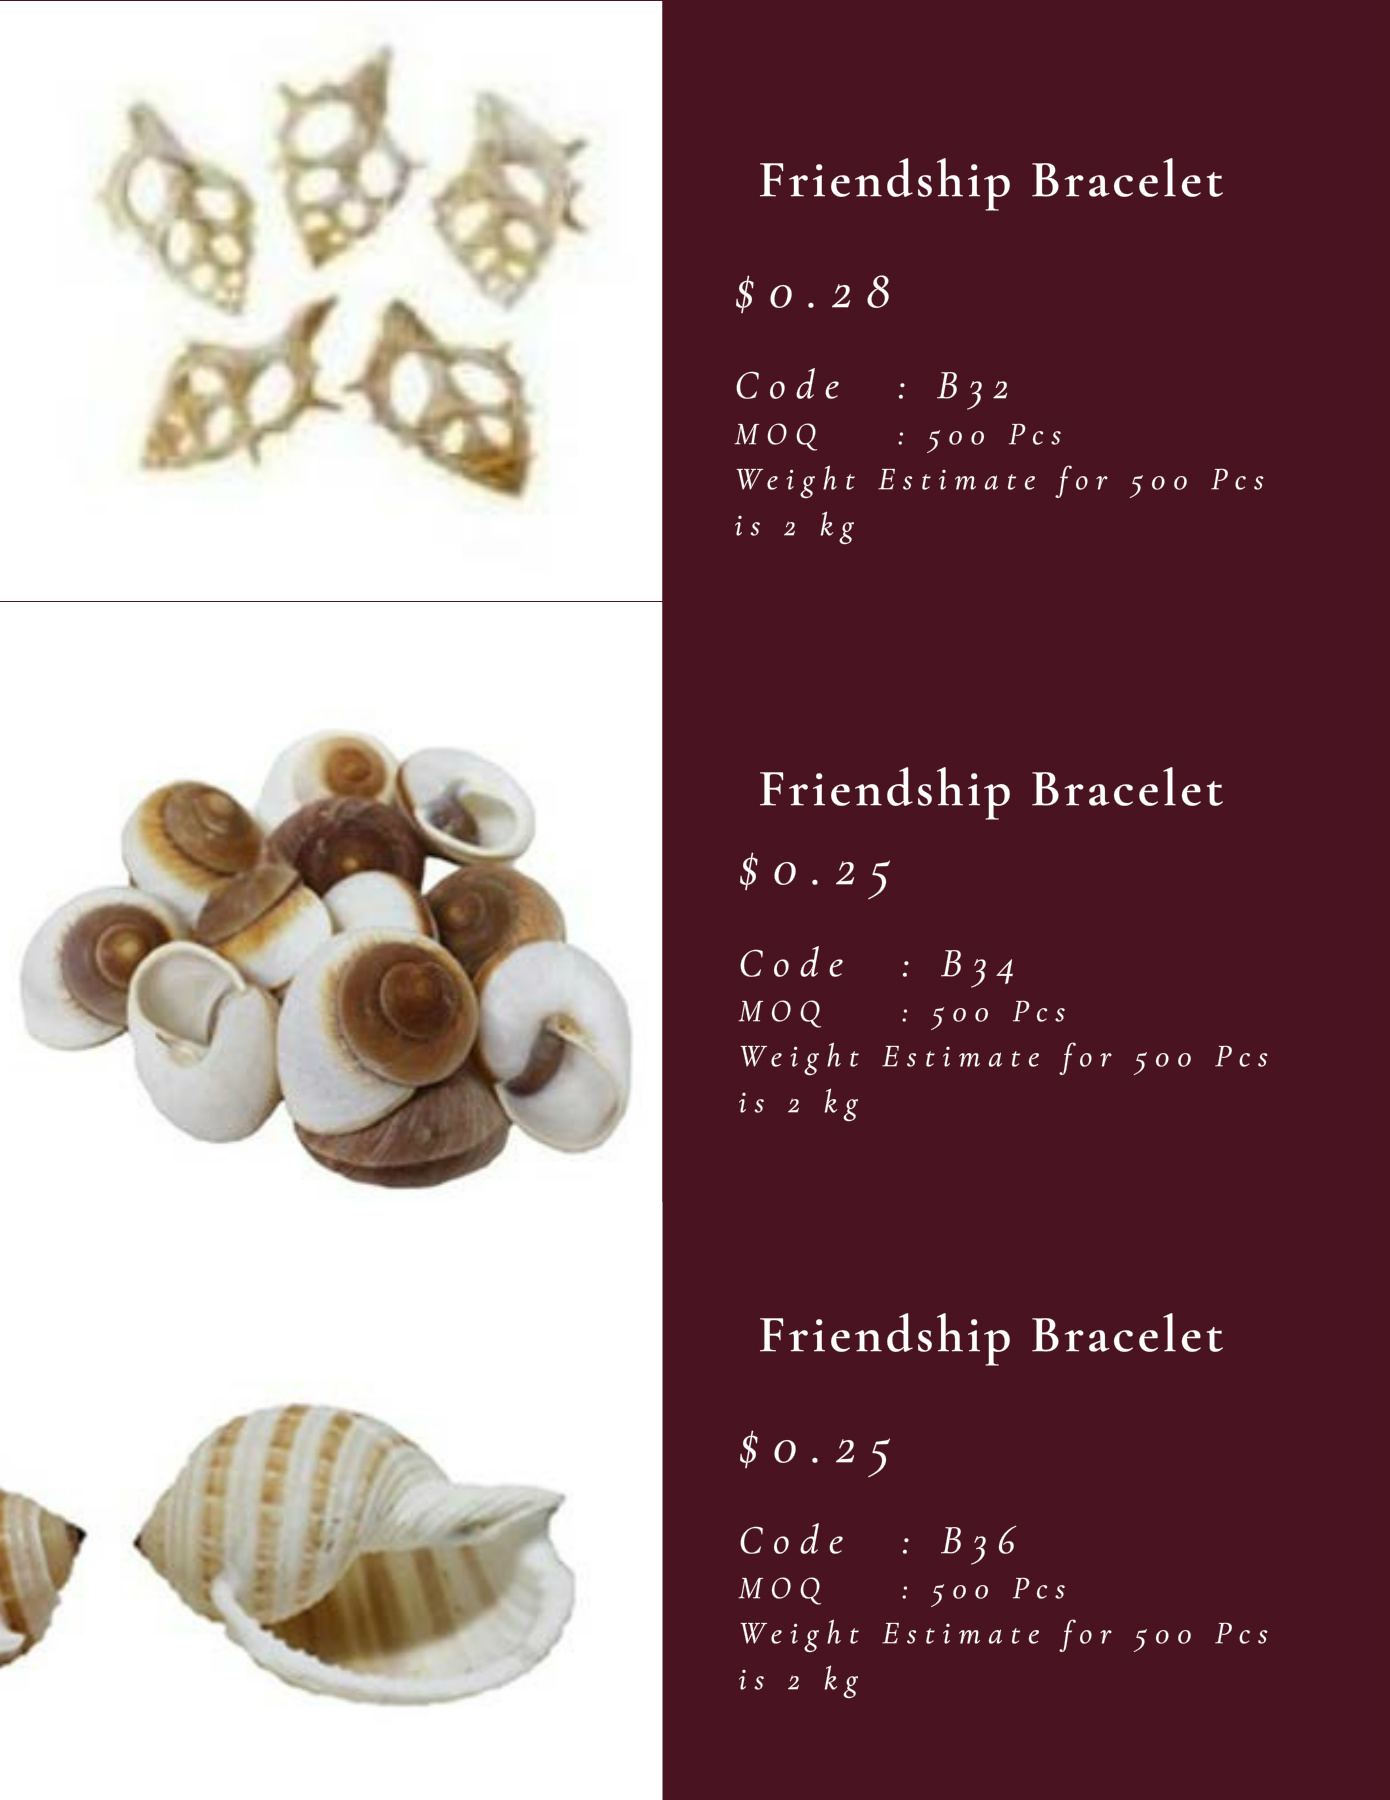 Friendship Bracelet
$0.28
Code : B32
MOQ : 500 Pcs
Weight Estimate for 500 Pcs
is 2 kg
Friendship Bracelet
$0.25
Code : B34
MOQ : 500 Pcs
Weight Estimate for 500 Pcs
is 2 kg
Friendship Bracelet
$0.25
Code : B36
MOQ : 500 Pcs
Weight Estimate for 500 Pcs
is 2 kg